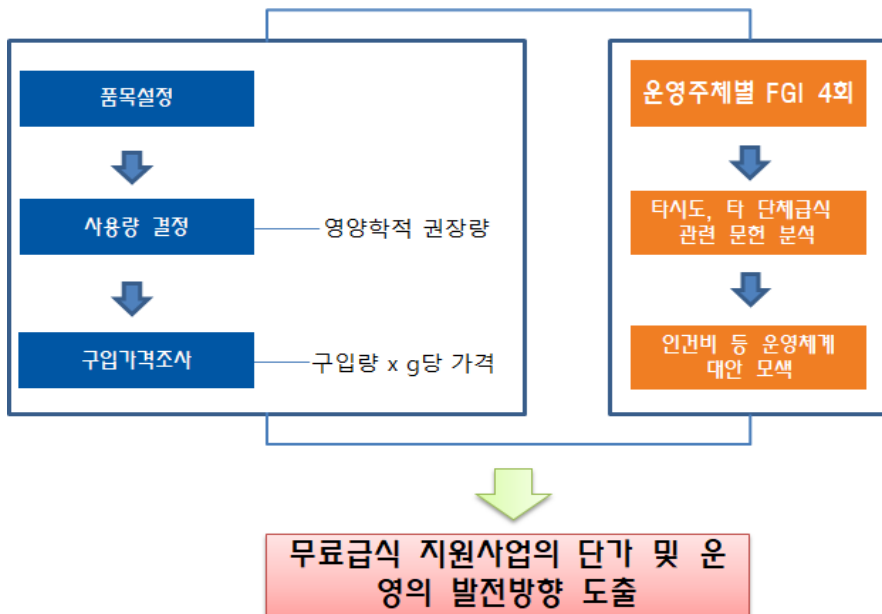 품목설정
사용량 결정
영양학적 권장량
구입가격조사
구입량 x g당 가격
운영주체별 FGI 4회
타시도, 타 단체급식
관련 문헌 분석
인건비 등 운영체계
대안 모색
무료급식 지원사업의 단가 및 운
영의 발전방향 도출